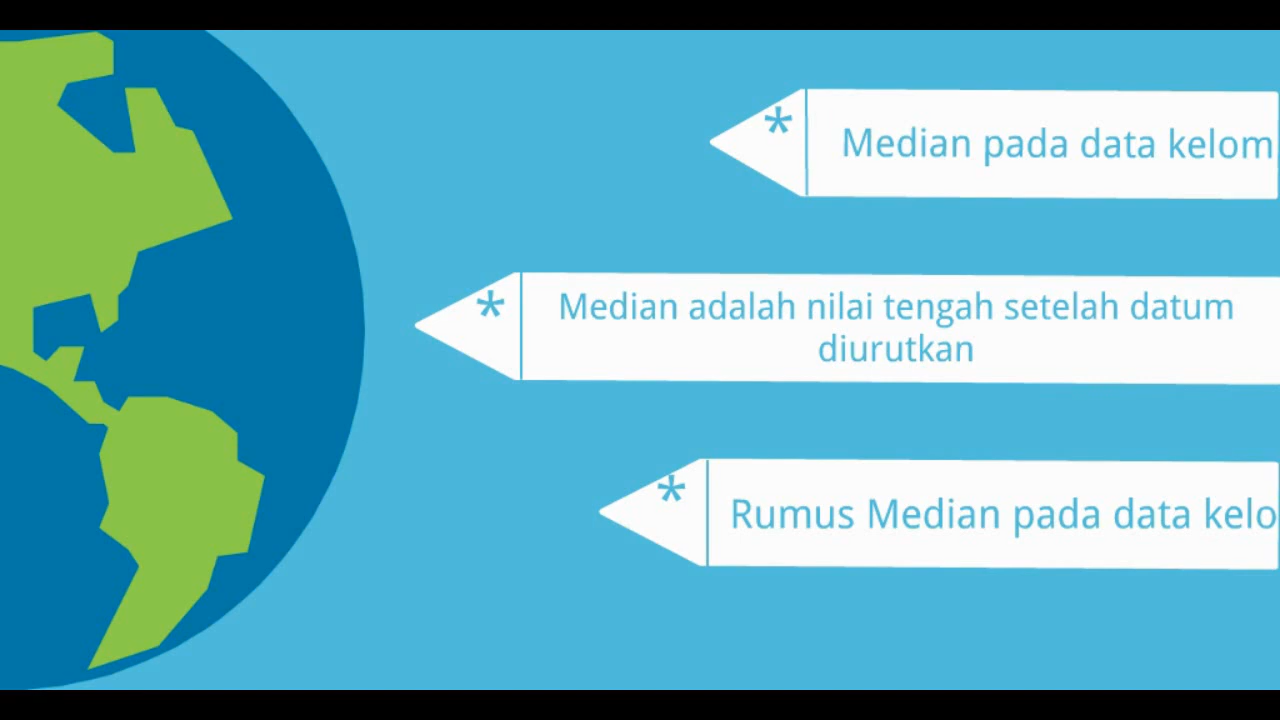 * Median pada data kelom
* Median adalah nilai tengah setelah datum
diurutkan
* Rumus Median pada data kelo